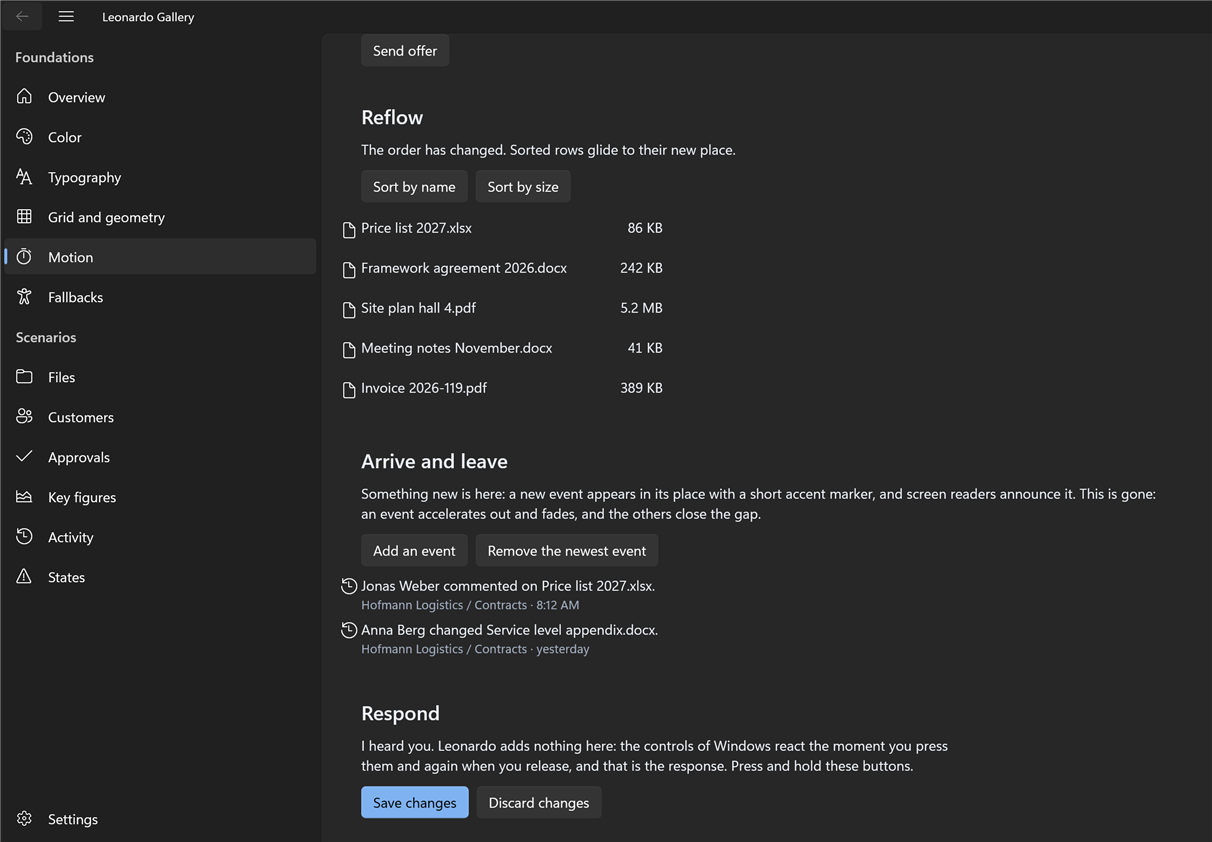 Leonardo Gallery
Foundations
Overview
Color
Typography
Grid and geometry
Motion
Fallbacks
Scenarios
Files
Customers
Approvals
Key figures
Activity
States
Settings
Send offer
Reflow
The order has changed. Sorted rows glide to their new place.
Sort by name
Sort by size
Price list 2027.xlsx 86 KB
Framework agreement 2026.docx 242 KB
Site plan hall 4.pdf 5.2 MB
Meeting notes November.docx 41 KB
Invoice 2026-119.pdf 389 KB
Arrive and leave
Something new is here: a new event appears in its place with a short accent marker, and screen readers announce it. This is gone:
an event accelerates out and fades, and the others close the gap.
Add an event
Remove the newest event
Jonas Weber commented on Price list 2027.xlsx.
Hofmann Logistics / Contracts · 8:12 AM
Anna Berg changed Service level appendix.docx.
Hofmann Logistics / Contracts · yesterday
Respond
I heard you. Leonardo adds nothing here: the controls of Windows react the moment you press
them and again when you release, and that is the response. Press and hold these buttons.
Save changes
Discard changes